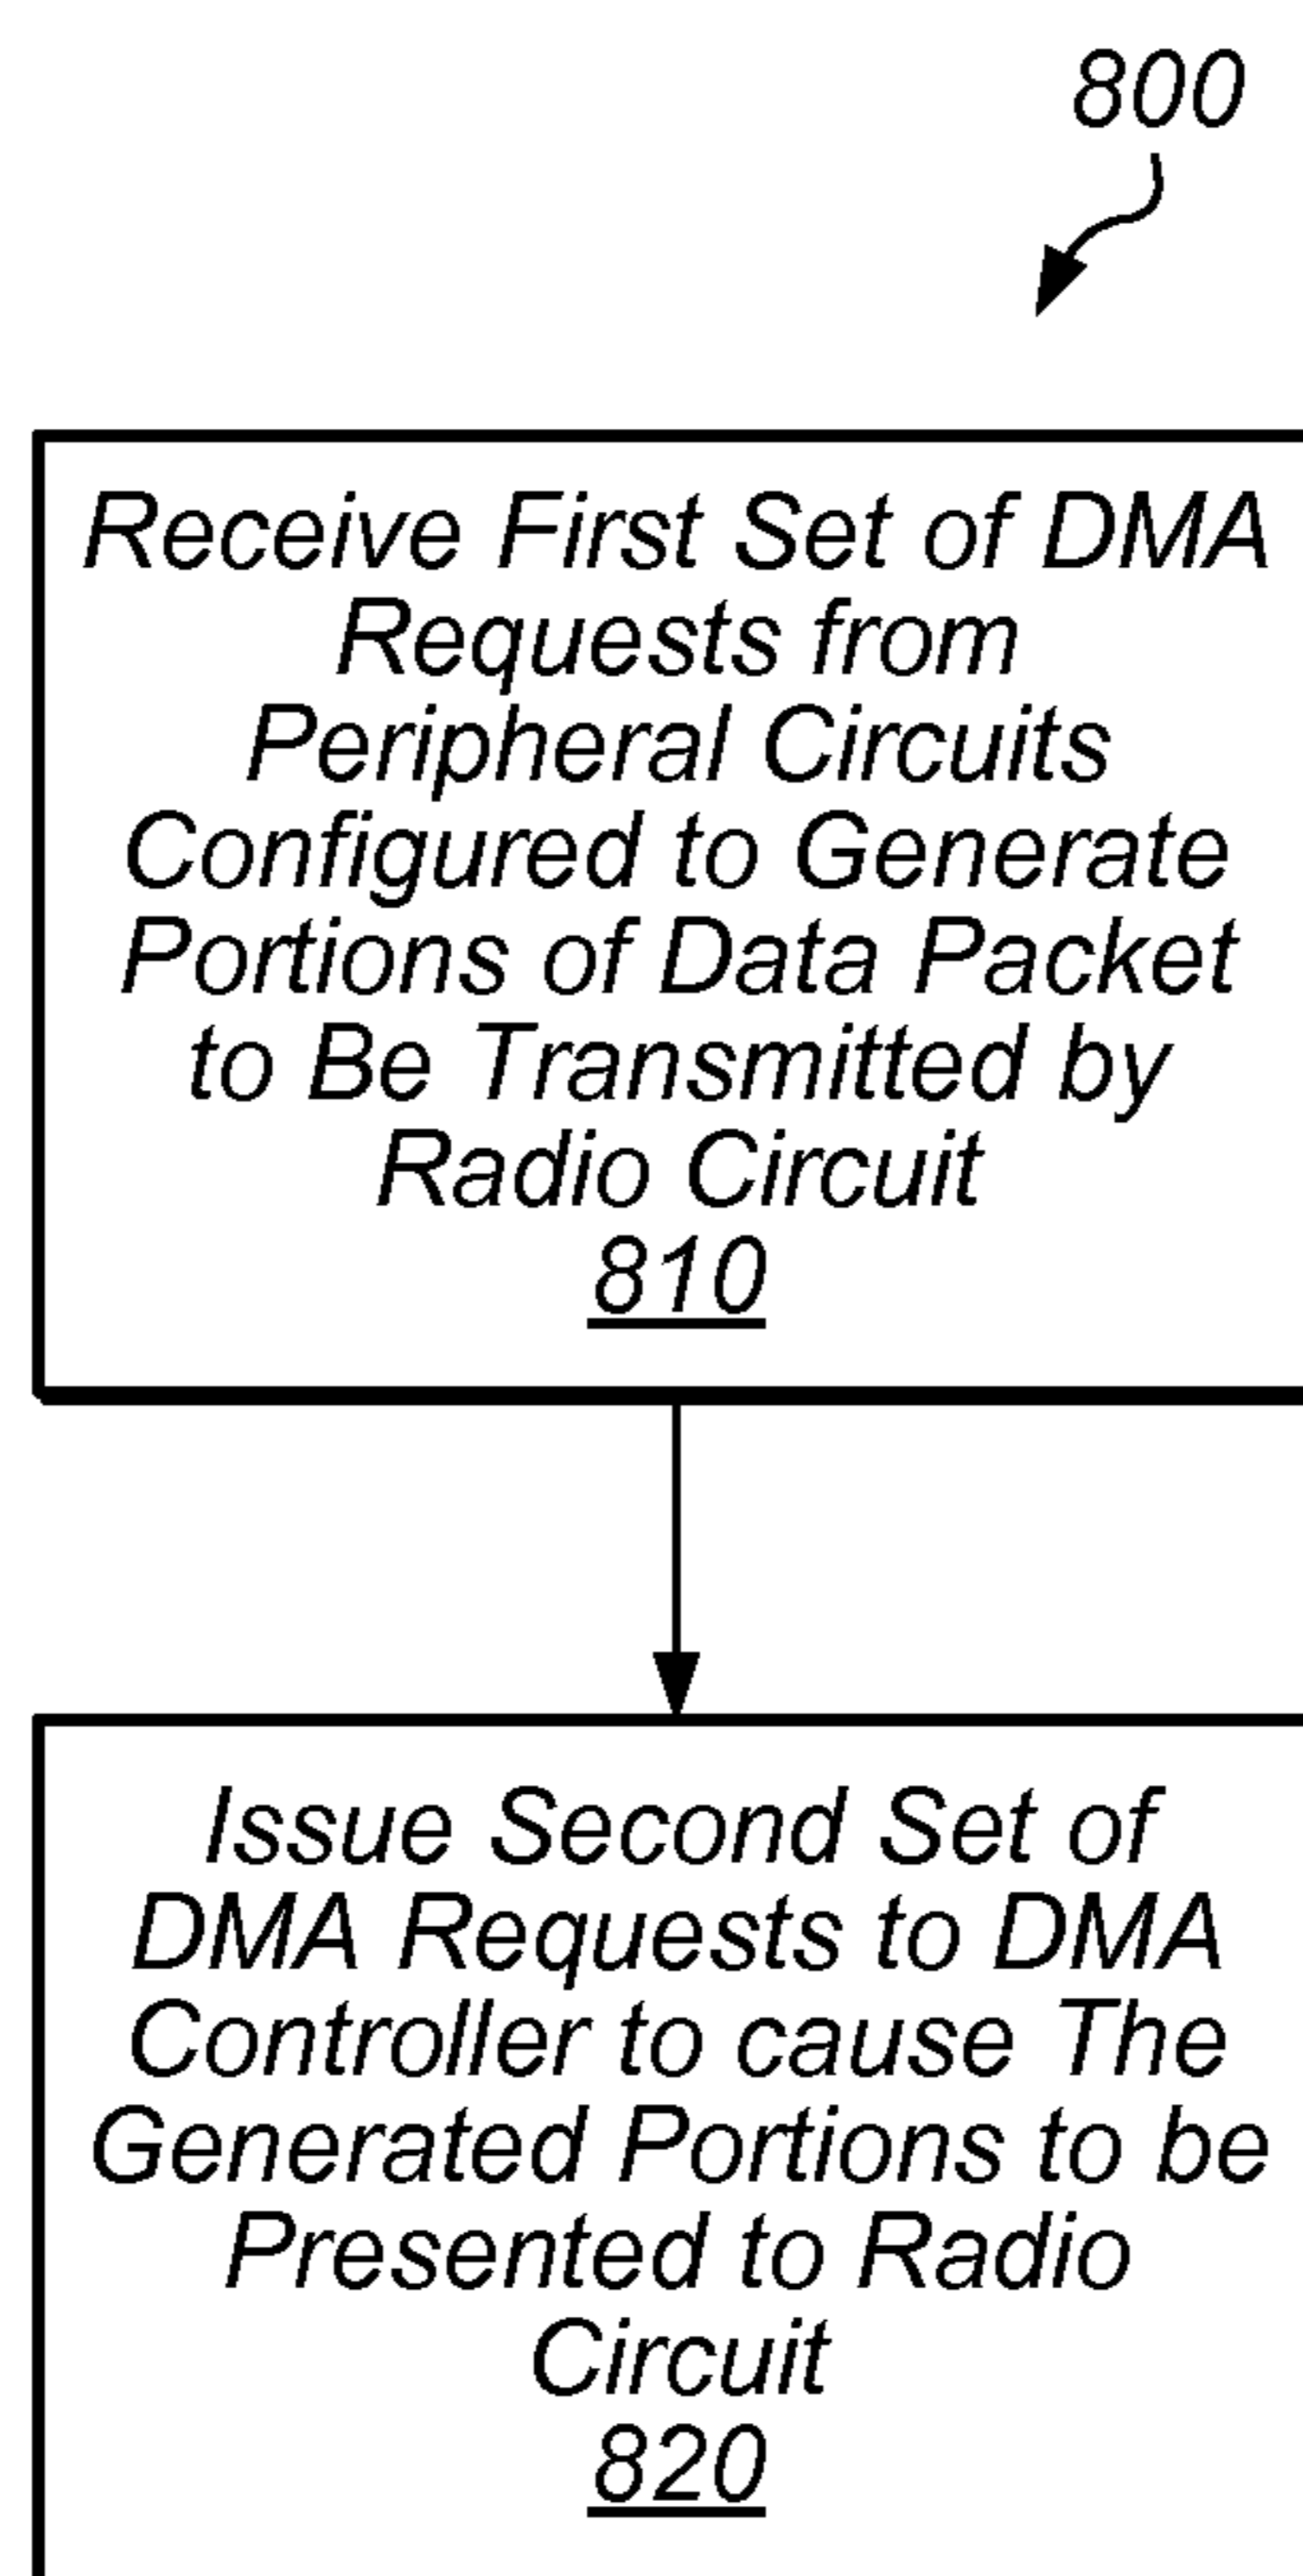 800
Receive First Set of DMA
Requests from
Peripheral Circuits
Configured to Generate
Portions of Data Packet
to Be Transmitted by
Radio Circuit
810
Issue Second Set of
DMA Requests to DMA
Controller to cause The
Generated Portions to be
Presented to Radio
Circuit
820